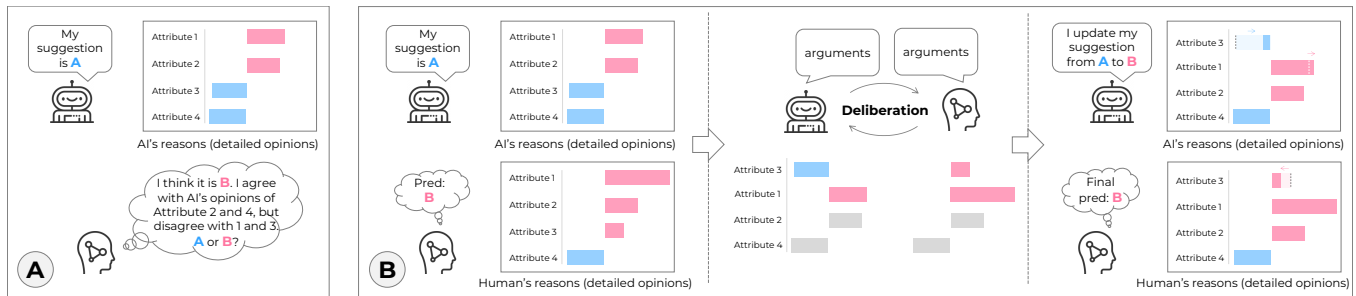 My
suggestion
is A
Attribute 1
Attribute 2
Attribute 3
Attribute 4
AI's reasons (detailed opinions)
I think it is B. I agree
with AI's opinions of
Attribute 2 and 4, but
disagree with 1 and 3.
A or B?
A
My
suggestion
is A
Attribute 1
Attribute 2
Attribute 3
Attribute 4
AI's reasons (detailed opinions)
Pred:
B
Attribute 1
Attribute 2
Attribute 3
Attribute 4
Human's reasons (detailed opinions)
B
arguments
arguments
Deliberation
Attribute 3
Attribute 1
Attribute 2
Attribute 4
I update my
suggestion
from A to B
Attribute 3
Attribute 1
Attribute 2
Attribute 4
AI's reasons (detailed opinions)
Final
pred: B
Attribute 3
Attribute 1
Attribute 2
Attribute 4
Human's reasons (detailed opinions)